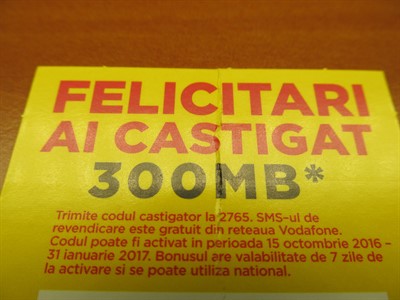 FELICITARI
AI CASTIGAT
300MB*
Trimite codul castigator la 2765. SMS-ul de
revendicare este gratuit din reteaua Vodafone.
Codul poate fi activat in perioada 15 octombrie 2016 -
31 ianuarie 2017. Bonusul are valabilitate de 7 zile de
la activare si se poate utiliza national.